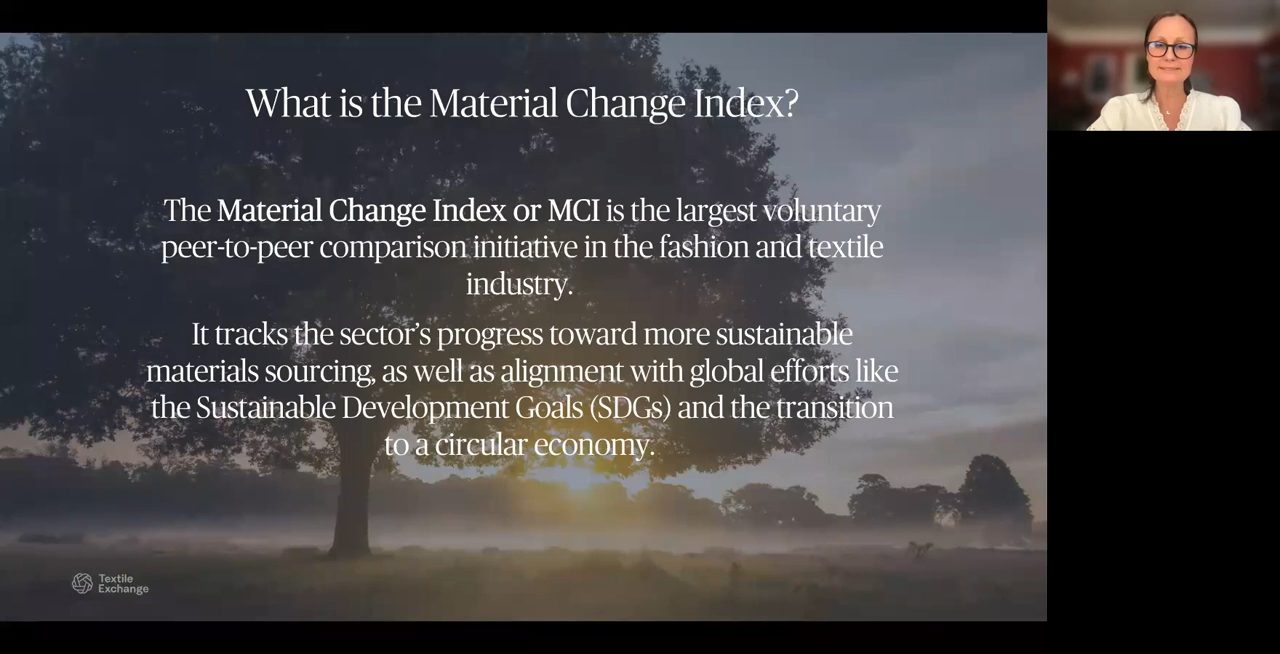 What is the Material Change Index?
The Material Change Index or MCI is the largest voluntary
peer-to-peer comparison initiative in the fashion and textile
industry.
It tracks the sector’s progress toward more sustainable
materials sourcing, as well as alignment with global efforts like
the Sustainable Development Goals (SDGs) and the transition
to a circular economy.
Textile
Exchange